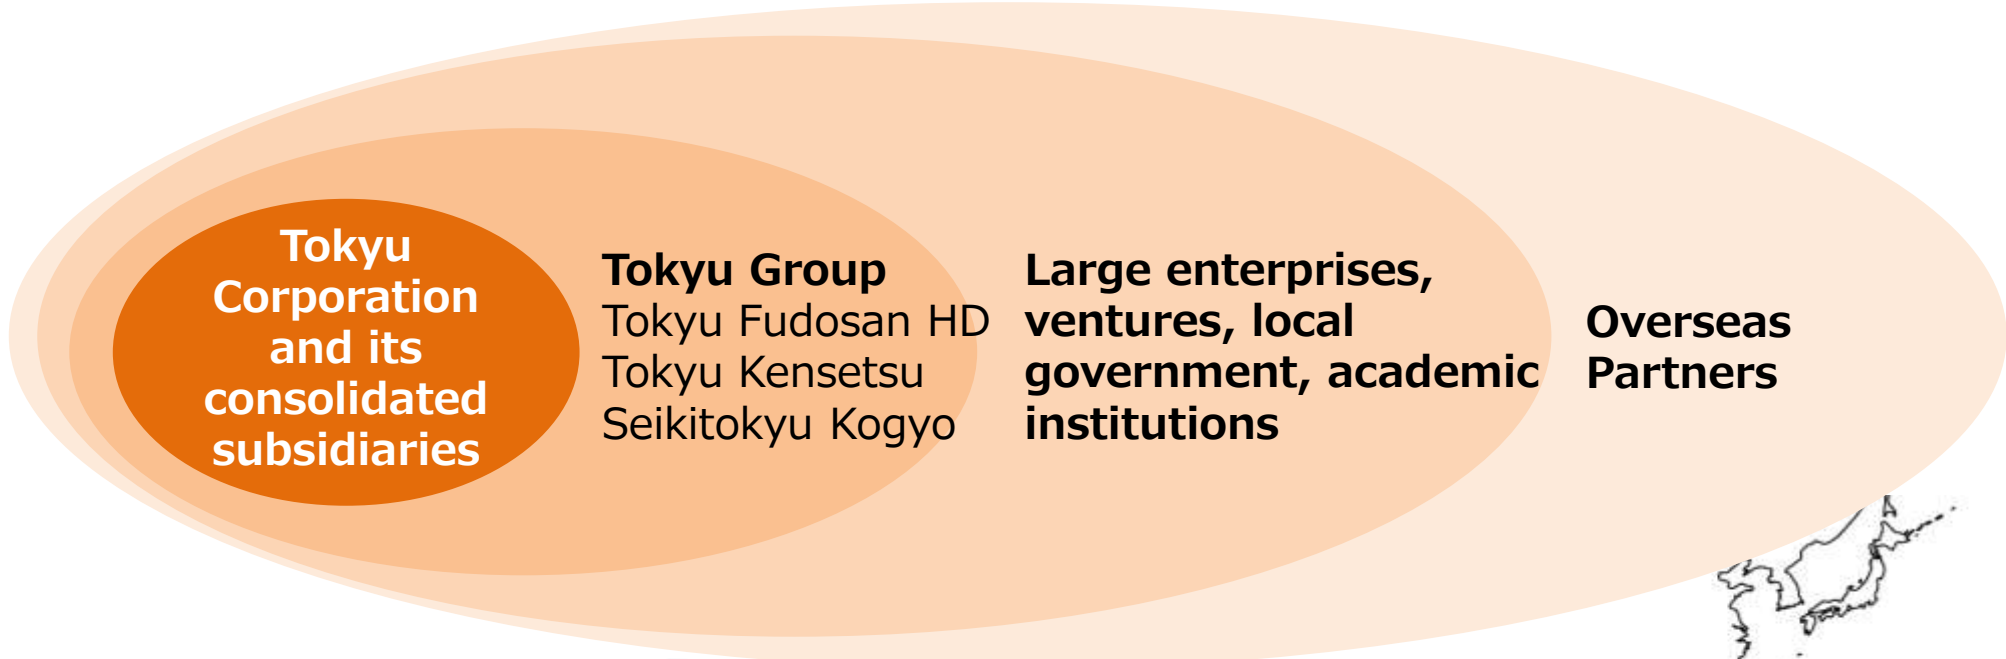 Tokyu
Corporation
and its
consolidated
subsidiaries
Tokyu Group
Tokyu Fudosan HD
Tokyu Kensetsu
Seikitokyu Kogyo
Large enterprises,
ventures, local
government, academic
institutions
Overseas
Partners